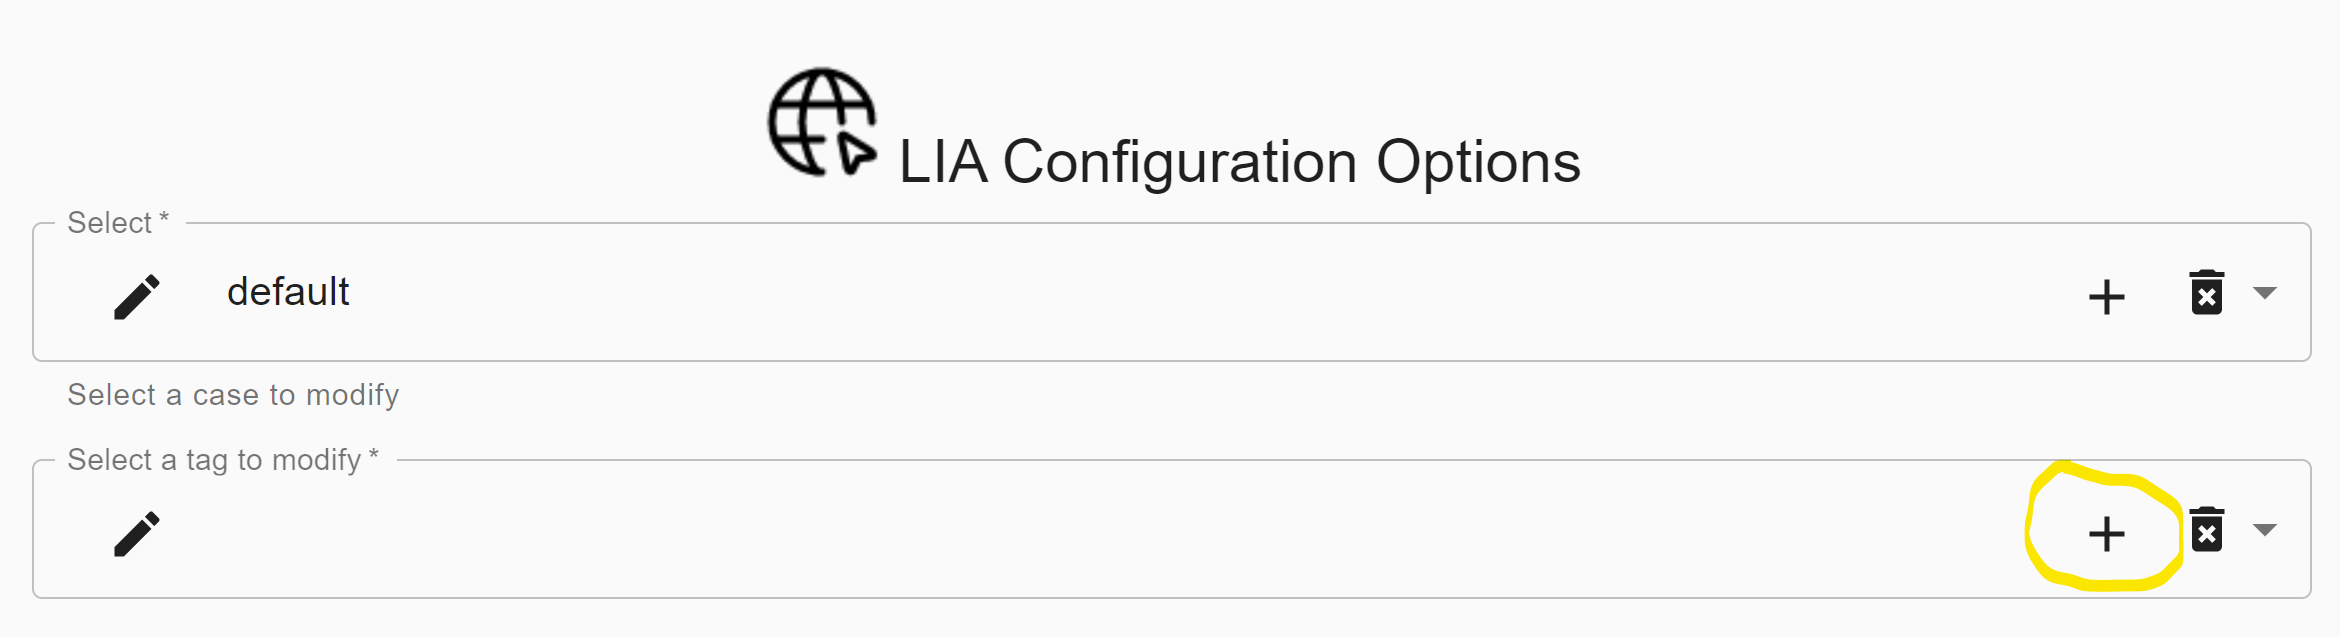 LIA Configuration Options
Select *
default
Select a case to modify
Select a tag to modify *